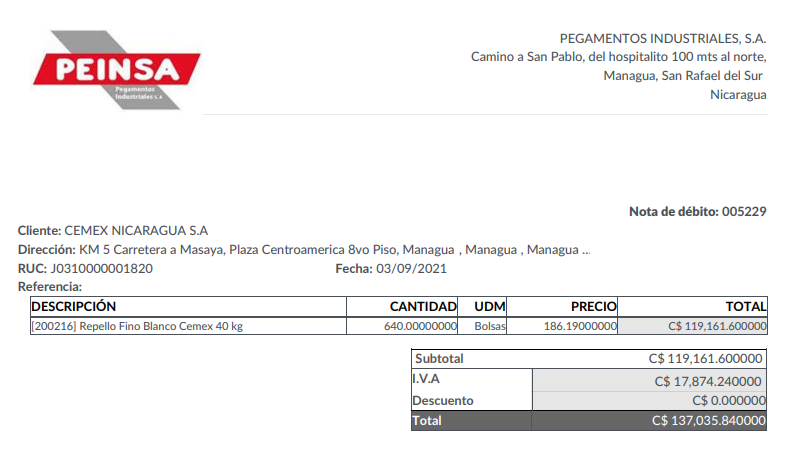 PEINSA
Pegamentos
Industriales S.A
PEGAMENTOS INDUSTRIALES, S.A.
Camino a San Pablo, del hospitalito 100 mts al norte,
Managua, San Rafael del Sur
Nicaragua
Nota de débito: 005229
Cliente: CEMEX NICARAGUA S.A
Dirección: KM 5 Carretera a Masaya, Plaza Centroamerica 8vo Piso, Managua , Managua , Managua ...
RUC: J0310000001820 Fecha: 03/09/2021
Referencia:
DESCRIPCIÓN CANTIDAD UDM PRECIO TOTAL
[200216] Repello Fino Blanco Cemex 40 kg 640.00000000 Bolsas 186.19000000 C$ 119,161.600000
Subtotal C$ 119,161.600000
I.V.A C$ 17,874.240000
Descuento C$ 0.000000
Total C$ 137,035.840000